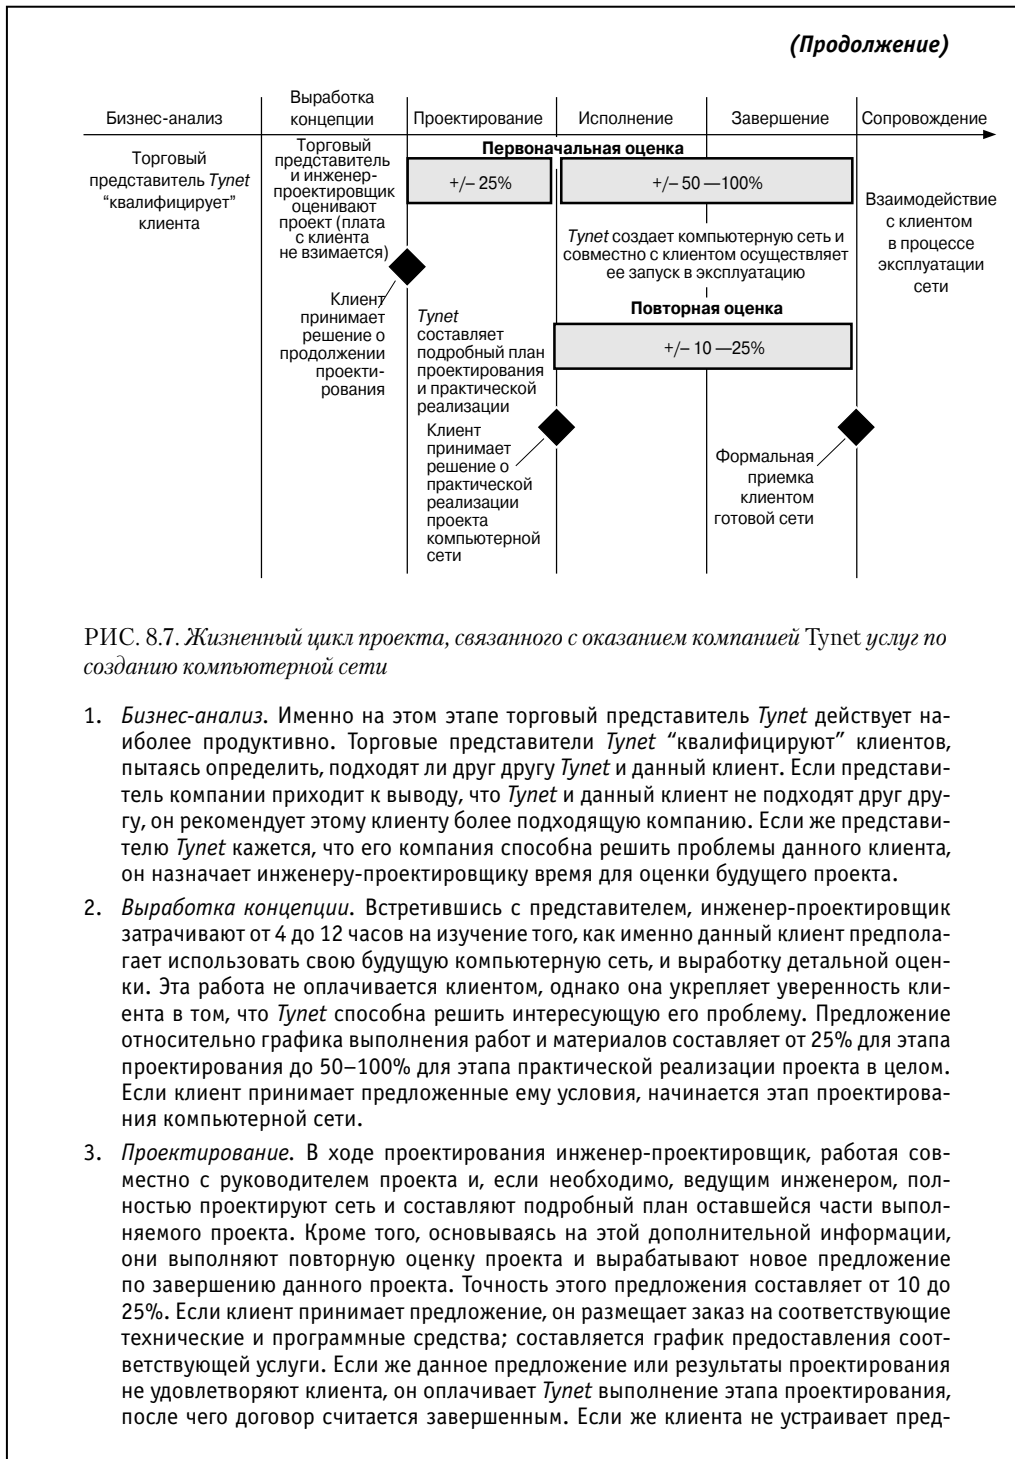 (Продолжение)
Бизнес-анализ
Выработка
концепции
Проектирование
Исполнение
Завершение
Сопровождение
Торговый
представитель Tynet
“квалифицирует”
клиента
Торговый
представитель
и инженер-
проектировщик
оценивают
проект (плата
с клиента
не взимается)
Первоначальная оценка
+/– 25%
+/– 50 —100%
Взаимодействие
с клиентом
в процессе
эксплуатации
сети
Tynet создает компьютерную сеть и
совместно с клиентом осуществляет
ее запуск в эксплуатацию
Клиент
принимает
решение о
продолжении
проекти-
рования
Tynet
составляет
подробный план
проектирования
и практической
реализации
Повторная оценка
+/– 10 —25%
Клиент
принимает
решение о
практической
реализации
проекта
компьютерной
сети
Формальная
приемка
клиентом
готовой сети
РИС. 8.7. Жизненный цикл проекта, связанного с оказанием компанией Tynet услуг по
созданию компьютерной сети
1. Бизнес-анализ. Именно на этом этапе торговый представитель Tynet действует на-
иболее продуктивно. Торговые представители Tynet “квалифицируют” клиентов,
пытаясь определить, подходят ли друг другу Tynet и данный клиент. Если представи-
тель компании приходит к выводу, что Tynet и данный клиент не подходят друг дру-
гу, он рекомендует этому клиенту более подходящую компанию. Если же представи-
телю Tynet кажется, что его компания способна решить проблемы данного клиента,
он назначает инженеру-проектировщику время для оценки будущего проекта.
2. Выработка концепции. Встретившись с представителем, инженер-проектировщик
затрачивают от 4 до 12 часов на изучение того, как именно данный клиент предпола-
гает использовать свою будущую компьютерную сеть, и выработку детальной оцен-
ки. Эта работа не оплачивается клиентом, однако она укрепляет уверенность кли-
ента в том, что Tynet способна решить интересующую его проблему. Предложение
относительно графика выполнения работ и материалов составляет от 25% для этапа
проектирования до 50–100% для этапа практической реализации проекта в целом.
Если клиент принимает предложенные ему условия, начинается этап проектирова-
ния компьютерной сети.
3. Проектирование. В ходе проектирования инженер-проектировщик, работая сов-
местно с руководителем проекта и, если необходимо, ведущим инженером, пол-
ностью проектируют сеть и составляют подробный план оставшейся части выпол-
няемого проекта. Кроме того, основываясь на этой дополнительной информации,
они выполняют повторную оценку проекта и вырабатывают новое предложение
по завершению данного проекта. Точность этого предложения составляет от 10 до
25%. Если клиент принимает предложение, он размещает заказ на соответствующие
технические и программные средства; составляется график предоставления соот-
ветствующей услуги. Если же данное предложение или результаты проектирования
не удовлетворяют клиента, он оплачивает Tynet выполнение этапа проектирования,
после чего договор считается завершенным. Если же клиента не устраивает пред-